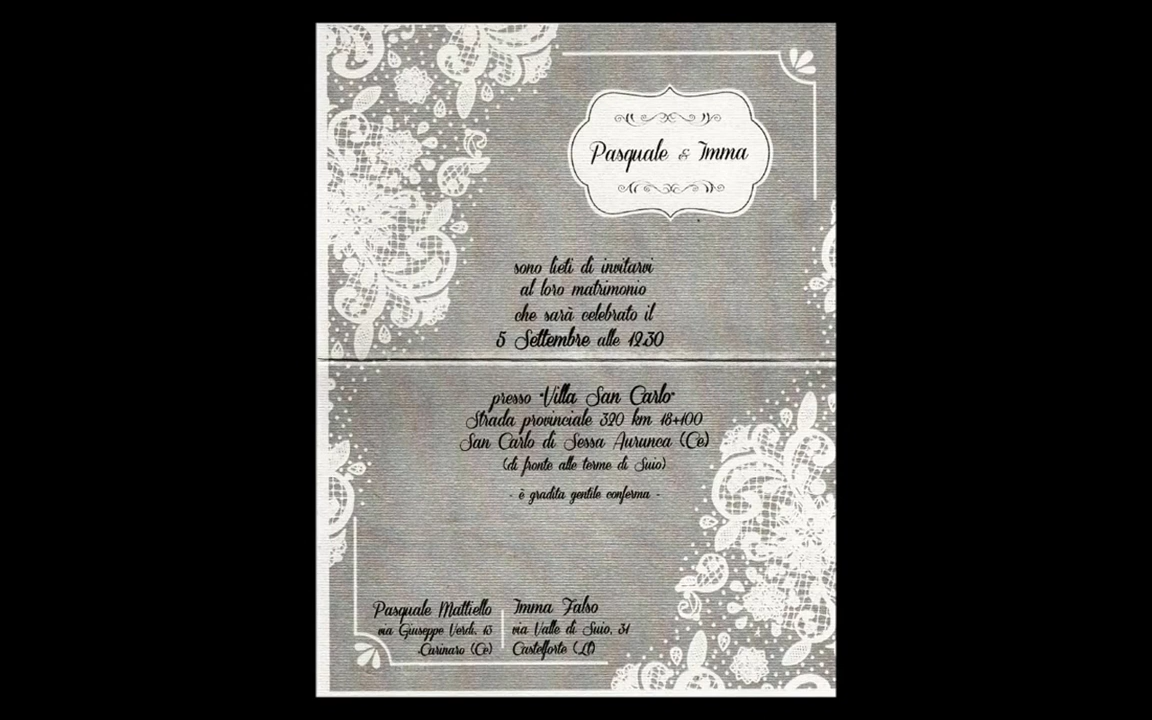 Pasquale & Imma
sono lieti di invitarvi
al loro matrimonio
che sarà celebrato il
5 Settembre alle 12.30
presso "Villa San Carlo"
Strada provinciale 320 km 18+100
San Carlo di Sessa Aurunca (Ce)
(di fronte alle terme di Suio)
- è gradita gentile conferma -
Pasquale Mattiello
via Giuseppe Verdi, 13
Carinaro (Ce)
Imma Falso
via Valle di Suio, 31
Castelforte (Lt)